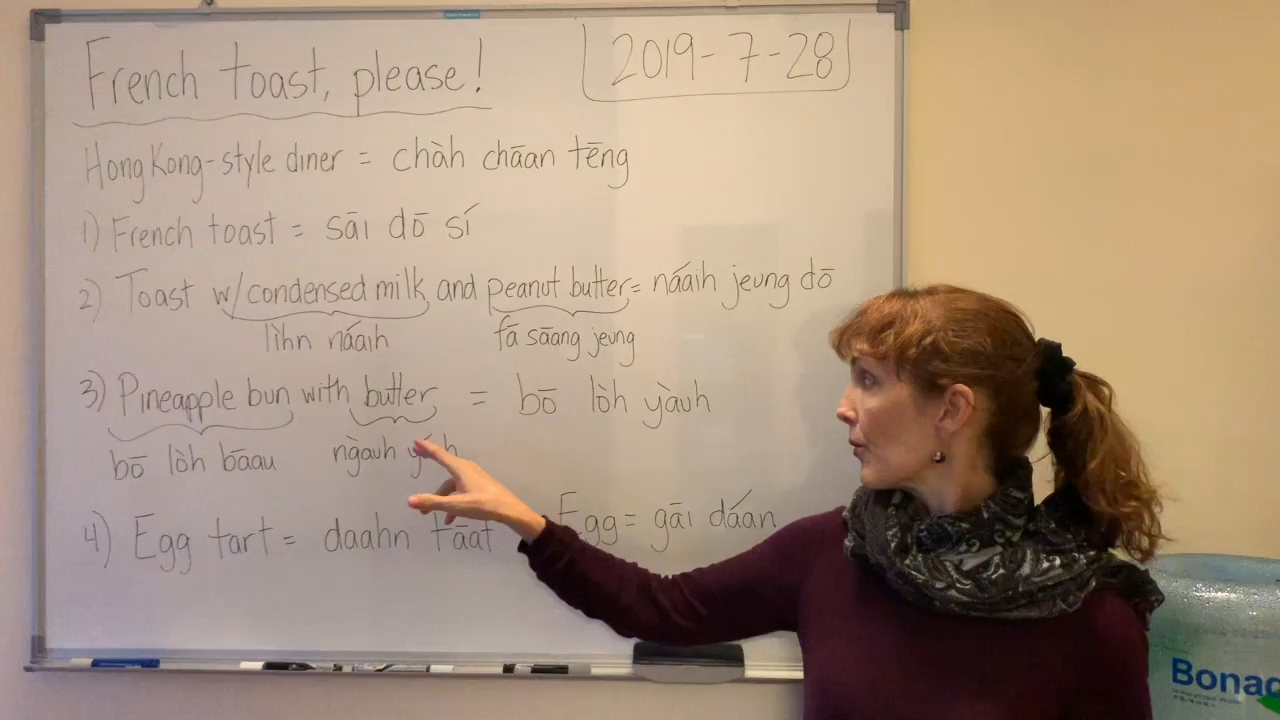 French toast, please!
2019-7-28
Hong Kong-style diner = chàh chāan tēng
1) French toast = sāi dō sí
2) Toast w/condensed milk and peanut butter = náaih jeung dō
lìhn náaih fā sāang jeung
3) Pineapple bun with butter = bō lòh yàuh
bō lòh bāau ngàuh
4) Egg tart = daahn tāat Egg = gāi dáan
Bonaq